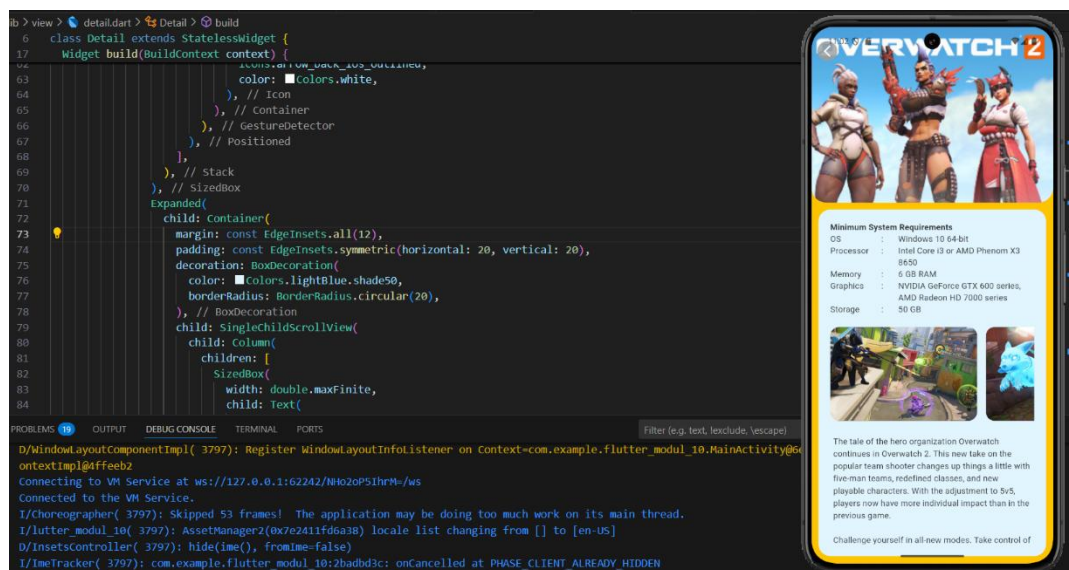 ib > view > detail.dart > Detail > build
6 class Detail extends StatelessWidget {
17 Widget build(BuildContext context) {
62 Icons.arrow_back_ios_outlined,
63 color: Colors.white,
64 ), // Icon
65 ), // Container
66 ), // GestureDetector
67 ), // Positioned
68 ],
69 ), // Stack
70 ), // SizedBox
71 Expanded(
72 child: Container(
73 margin: const EdgeInsets.all(12),
74 padding: const EdgeInsets.symmetric(horizontal: 20, vertical: 20),
75 decoration: BoxDecoration(
76 color: Colors.lightBlue.shade50,
77 borderRadius: BorderRadius.circular(20),
78 ), // BoxDecoration
79 child: SingleChildScrollView(
80 child: Column(
81 children: [
82 SizedBox(
83 width: double.maxFinite,
84 child: Text(
PROBLEMS 19 OUTPUT DEBUG CONSOLE TERMINAL PORTS Filter (e.g. text, !exclude, \escape)
D/WindowLayoutComponentImpl( 3797): Register WindowLayoutInfoListener on Context=com.example.flutter_modul_10.MainActivity@6
ontextImpl@4ffeeb2
Connecting to VM Service at ws://127.0.0.1:62242/NHo2oP5IhrM=/ws
Connected to the VM Service.
I/Choreographer( 3797): Skipped 53 frames! The application may be doing too much work on its main thread.
I/lutter_modul_10( 3797): AssetManager2(0x7e2411fd6a38) locale list changing from [] to [en-US]
D/InsetsController( 3797): hide(ime(), fromIme=false)
I/ImeTracker( 3797): com.example.flutter_modul_10:2badbd3c: onCancelled at PHASE_CLIENT_ALREADY_HIDDEN
OVERWATCH 2
Minimum System Requirements
OS : Windows 10 64-bit
Processor : Intel Core i3 or AMD Phenom X3
8650
Memory : 6 GB RAM
Graphics : NVIDIA GeForce GTX 600 series,
AMD Radeon HD 7000 series
Storage : 50 GB
The tale of the hero organization Overwatch
continues in Overwatch 2. This new take on the
popular team shooter changes up things a little with
five-man teams, redefined classes, and new
playable characters. With the adjustment to 5v5,
players now have more individual impact than in the
previous game.
Challenge yourself in all-new modes. Take control of